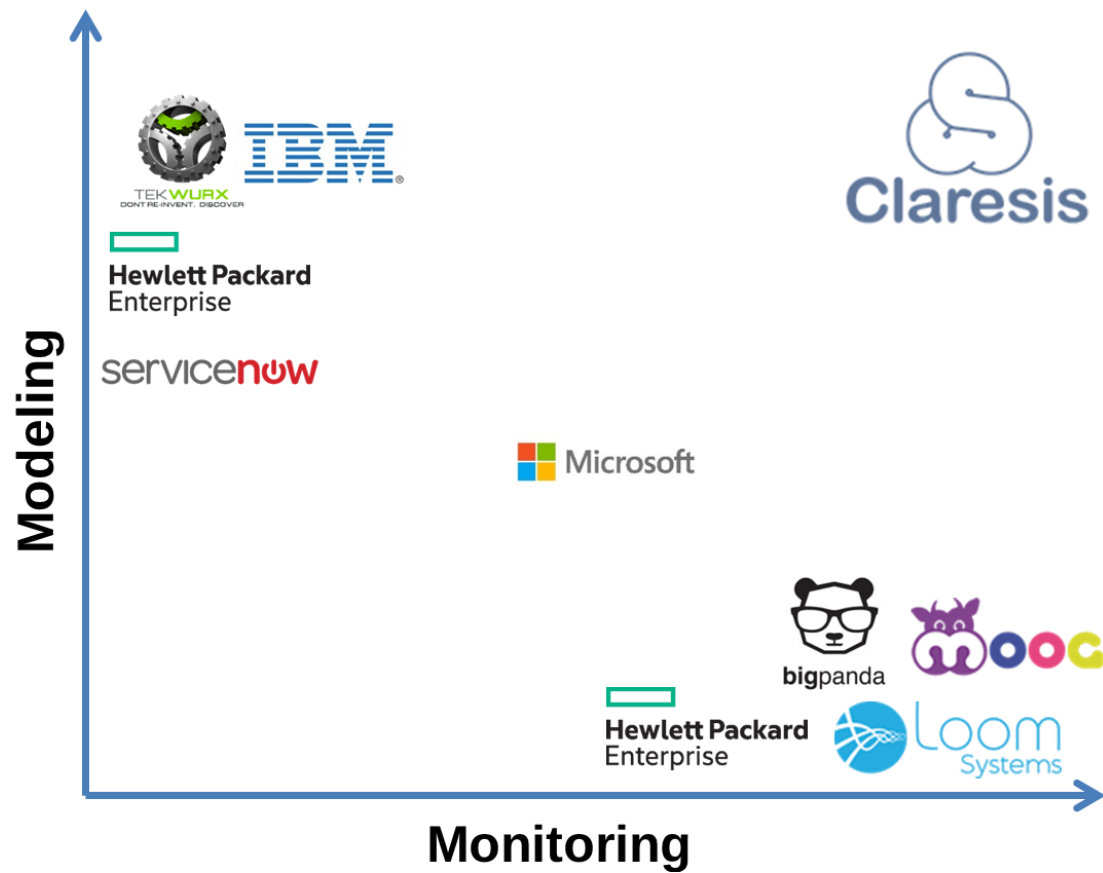 TEKWURX
DONT RE-INVENT. DISCOVER
IBM®
Claresis
Hewlett Packard
Enterprise
servicenow
Modeling
Microsoft
bigpanda
mooc
Hewlett Packard
Enterprise
Loom
Systems
Monitoring